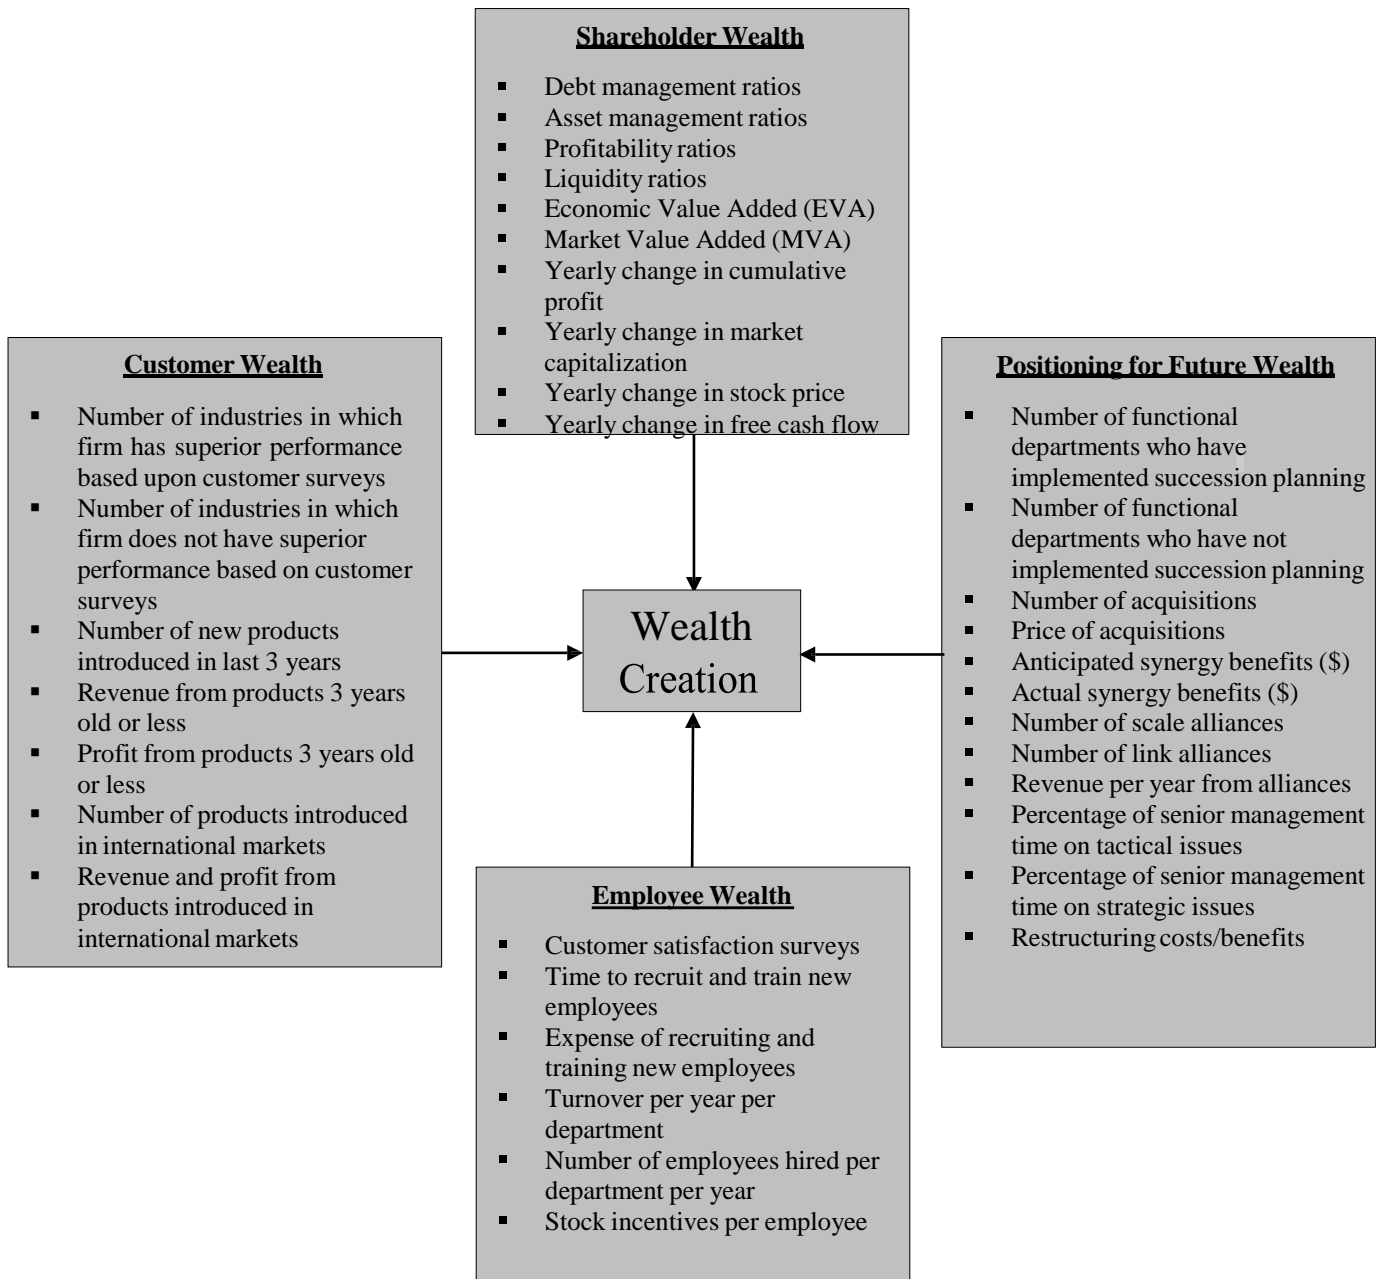 Shareholder Wealth
▪ Debt management ratios
▪ Asset management ratios
▪ Profitability ratios
▪ Liquidity ratios
▪ Economic Value Added (EVA)
▪ Market Value Added (MVA)
▪ Yearly change in cumulative
profit
▪ Yearly change in market
capitalization
▪ Yearly change in stock price
▪ Yearly change in free cash flow
Customer Wealth
▪ Number of industries in which
firm has superior performance
based upon customer surveys
▪ Number of industries in which
firm does not have superior
performance based on customer
surveys
▪ Number of new products
introduced in last 3 years
▪ Revenue from products 3 years
old or less
▪ Profit from products 3 years old
or less
▪ Number of products introduced
in international markets
▪ Revenue and profit from
products introduced in
international markets
Wealth
Creation
Positioning for Future Wealth
▪ Number of functional
departments who have
implemented succession planning
▪ Number of functional
departments who have not
implemented succession planning
▪ Number of acquisitions
▪ Price of acquisitions
▪ Anticipated synergy benefits ($)
▪ Actual synergy benefits ($)
▪ Number of scale alliances
▪ Number of link alliances
▪ Revenue per year from alliances
▪ Percentage of senior management
time on tactical issues
▪ Percentage of senior management
time on strategic issues
▪ Restructuring costs/benefits
Employee Wealth
▪ Customer satisfaction surveys
▪ Time to recruit and train new
employees
▪ Expense of recruiting and
training new employees
▪ Turnover per year per
department
▪ Number of employees hired per
department per year
▪ Stock incentives per employee